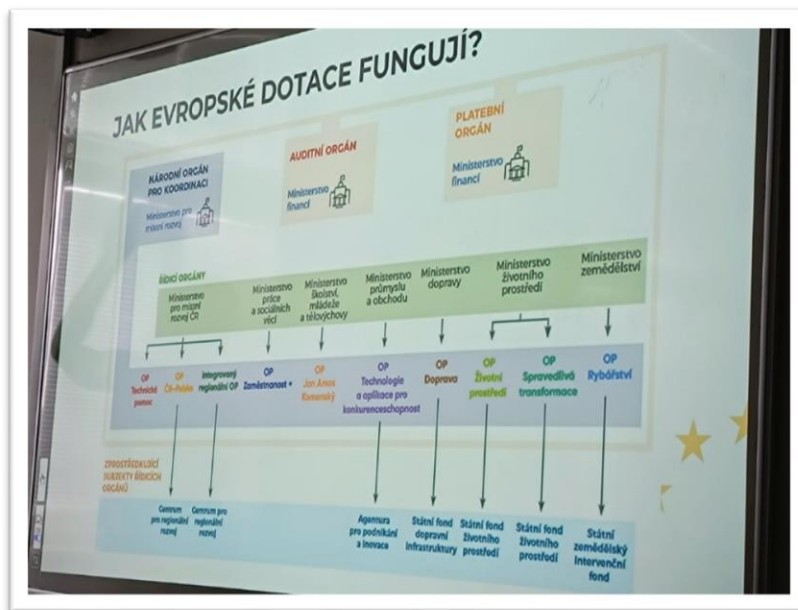 JAK EVROPSKÉ DOTACE FUNGUJÍ?
NÁRODNÍ ORGÁN
PRO KOORDINACI
Ministerstvo pro
místní rozvoj
AUDITNÍ ORGÁN
Ministerstvo
financí
PLATEBNÍ
ORGÁN
Ministerstvo
financí
ŘÍDICÍ ORGÁNY
Ministerstvo
pro místní
rozvoj ČR
Ministerstvo
práce
a sociálních
věcí
Ministerstvo
školství,
mládeže
a tělovýchovy
Ministerstvo
průmyslu
a obchodu
Ministerstvo
dopravy
Ministerstvo
životního
prostředí
Ministerstvo
zemědělství
OP
Technická
pomoc
OP
ČR–Polsko
Integrovaný
regionální OP
OP
Zaměstnanost +
OP
Jan Amos
Komenský
OP
Technologie
a aplikace pro
konkurenceschopnost
OP
Doprava
OP
Životní
prostředí
OP
Spravedlivá
transformace
OP
Rybářství
ZPROSTŘEDKUJÍCÍ
SUBJEKTY ŘÍDICÍCH
ORGÁNŮ
Centrum
pro regionální
rozvoj
Centrum pro
regionální
rozvoj
Agentura
pro podnikání
a inovace
Státní fond
dopravní
infrastruktury
Státní fond
životního
prostředí
Státní fond
životního
prostředí
Státní
zemědělský
intervenční
fond